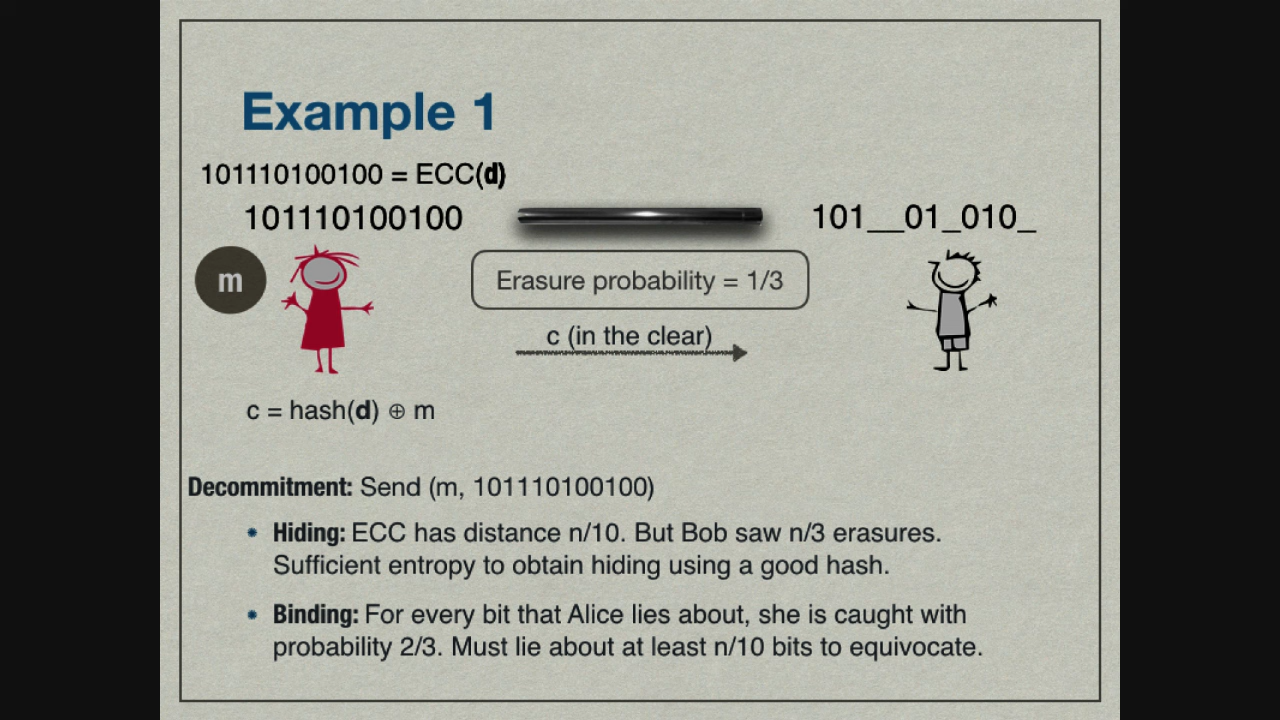 Example 1
101110100100 = ECC(d)
101110100100
101__01_010_
m
Erasure probability = 1/3
c (in the clear)
c = hash(d) ⊕ m
Decommitment: Send (m, 101110100100)
• Hiding: ECC has distance n/10. But Bob saw n/3 erasures.
Sufficient entropy to obtain hiding using a good hash.
• Binding: For every bit that Alice lies about, she is caught with
probability 2/3. Must lie about at least n/10 bits to equivocate.